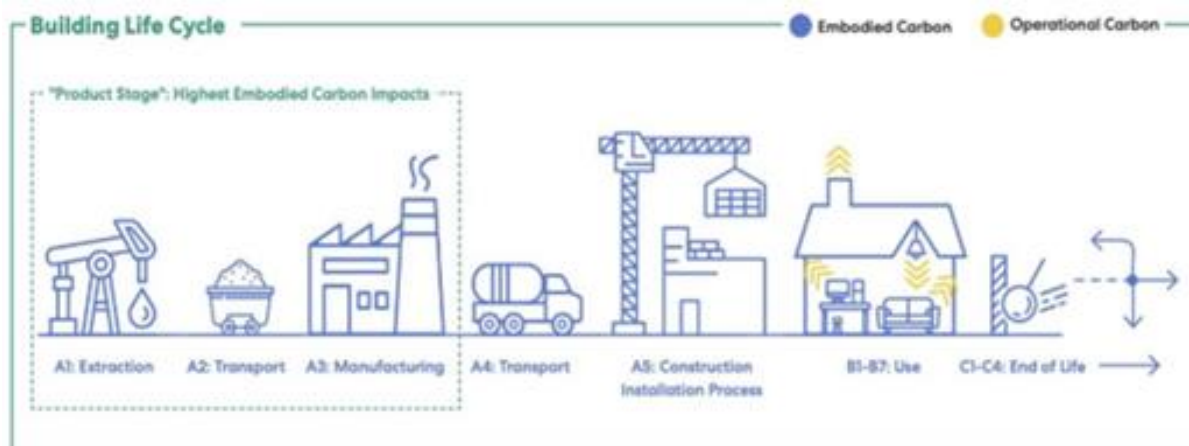 Building Life Cycle
Embodied Carbon
Operational Carbon
"Product Stage": Highest Embodied Carbon Impacts
A1: Extraction
A2: Transport
A3: Manufacturing
A4: Transport
A5: Construction
Installation Process
B1-B7: Use
C1-C4: End of Life